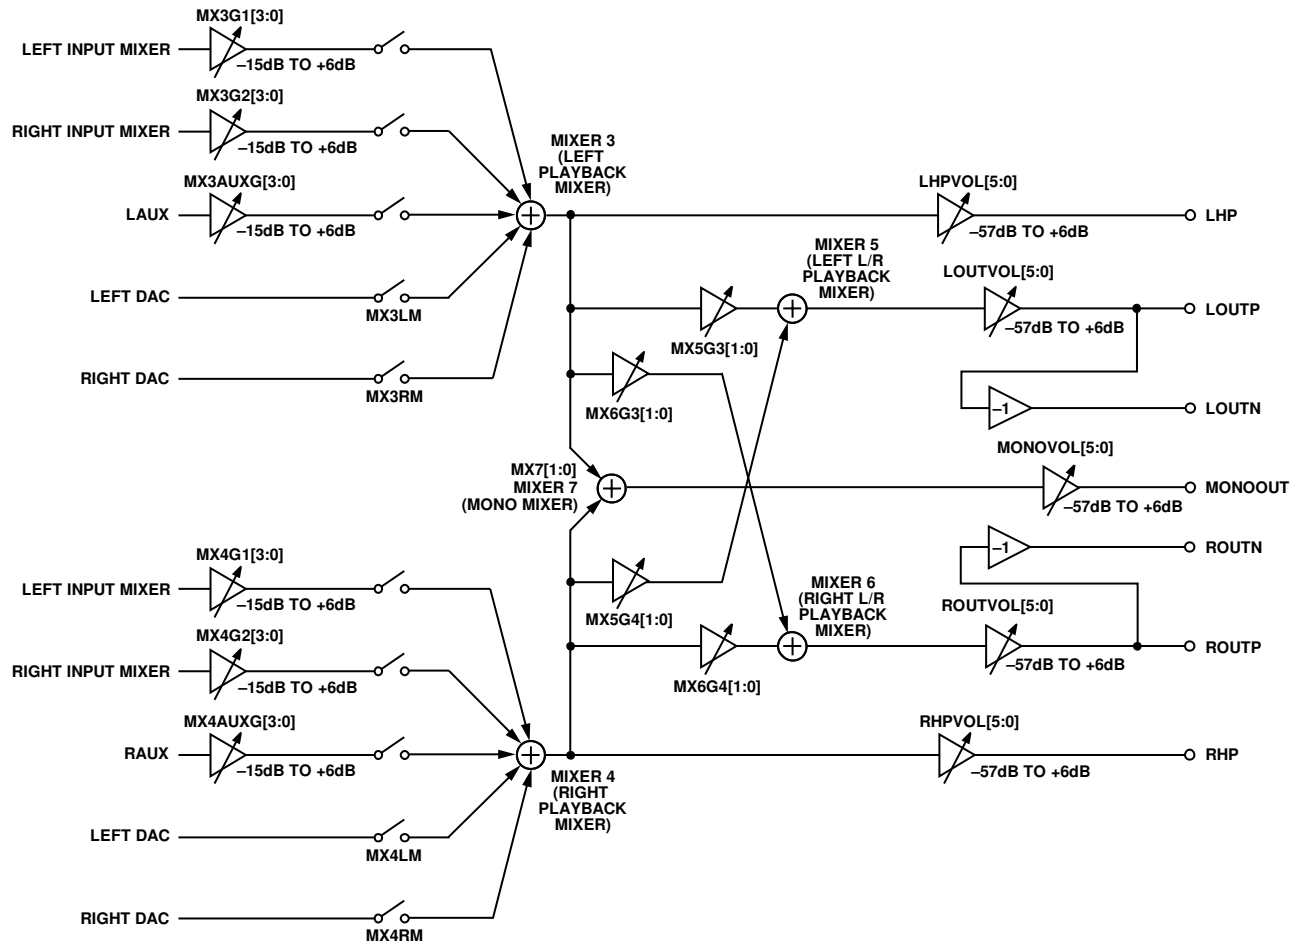 MX3G1[3:0]
LEFT INPUT MIXER
–15dB TO +6dB
MX3G2[3:0]
RIGHT INPUT MIXER
–15dB TO +6dB
MX3AUXG[3:0]
LAUX
–15dB TO +6dB
LEFT DAC
MX3LM
RIGHT DAC
MX3RM
MIXER 3
(LEFT
PLAYBACK
MIXER)
LHPVOL[5:0]
–57dB TO +6dB
LHP
MIXER 5
(LEFT L/R
PLAYBACK
MIXER)
LOUTVOL[5:0]
–57dB TO +6dB
LOUTP
MX5G3[1:0]
MX6G3[1:0]
–1
LOUTN
MX7[1:0]
MIXER 7
(MONO MIXER)
MONOVOL[5:0]
–57dB TO +6dB
MONOOUT
–1
ROUTN
MX5G4[1:0]
MIXER 6
(RIGHT L/R
PLAYBACK
MIXER)
ROUTVOL[5:0]
–57dB TO +6dB
ROUTP
MX6G4[1:0]
MX4G1[3:0]
LEFT INPUT MIXER
–15dB TO +6dB
MX4G2[3:0]
RIGHT INPUT MIXER
–15dB TO +6dB
MX4AUXG[3:0]
RAUX
–15dB TO +6dB
LEFT DAC
MX4LM
RIGHT DAC
MX4RM
MIXER 4
(RIGHT
PLAYBACK
MIXER)
RHPVOL[5:0]
–57dB TO +6dB
RHP